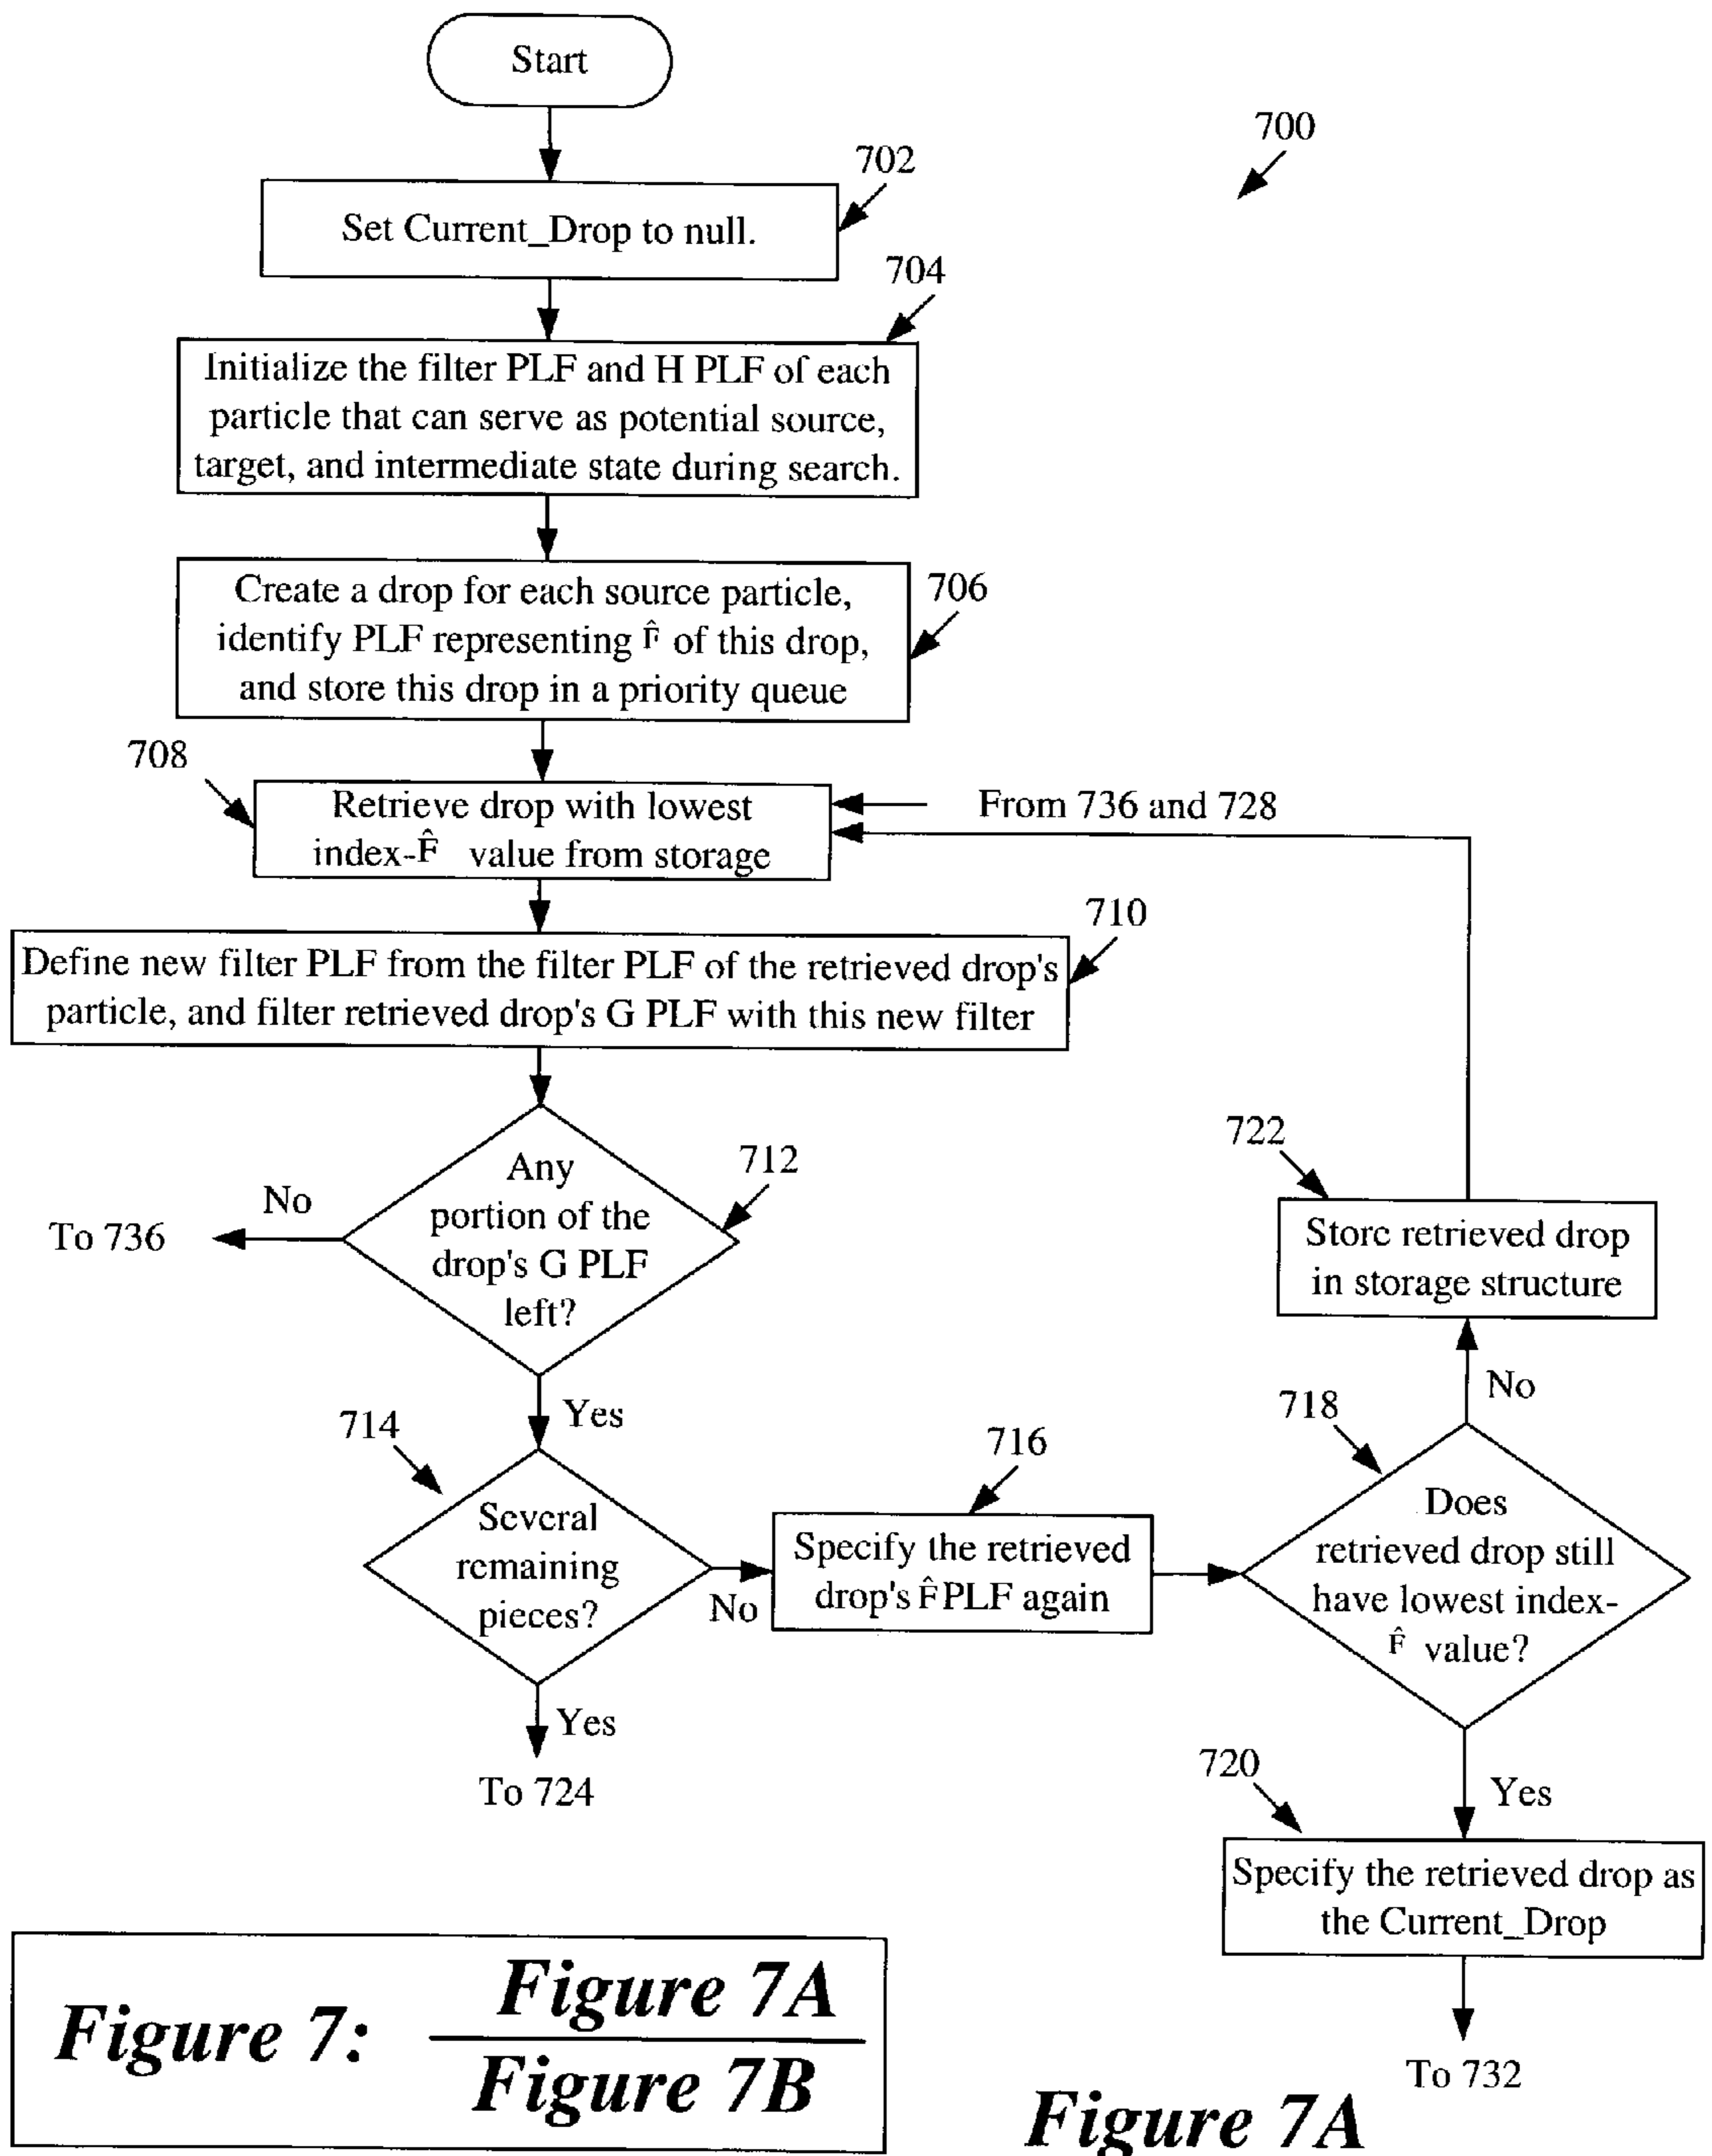 Start
700
702
Set Current_Drop to null.
704
Initialize the filter PLF and H PLF of each
particle that can serve as potential source,
target, and intermediate state during search.
706
Create a drop for each source particle,
identify PLF representing F̂ of this drop,
and store this drop in a priority queue
708
Retrieve drop with lowest
index-F̂ value from storage
From 736 and 728
710
Define new filter PLF from the filter PLF of the retrieved drop's
particle, and filter retrieved drop's G PLF with this new filter
712
Any
portion of the
drop's G PLF
left?
No
To 736
Yes
714
Several
remaining
pieces?
No
Yes
To 724
716
Specify the retrieved
drop's F̂ PLF again
718
Does
retrieved drop still
have lowest index-
F̂ value?
No
722
Store retrieved drop
in storage structure
Yes
720
Specify the retrieved drop as
the Current_Drop
To 732
Figure 7:
Figure 7A
Figure 7B
Figure 7A